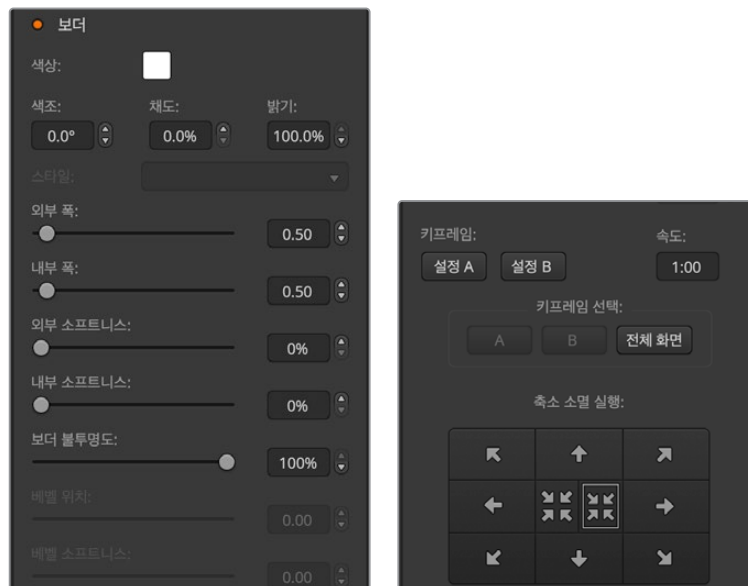 보더
색상:
색조: 채도: 밝기:
0.0° 0.0% 100.0%
스타일:
외부 폭:
0.50
내부 폭:
0.50
외부 소프트니스:
0%
내부 소프트니스:
0%
보더 불투명도:
100%
베벨 위치:
0.00
베벨 소프트니스:
0.00
키프레임: 속도:
설정 A 설정 B 1:00
키프레임 선택:
A B 전체 화면
축소 소멸 실행: